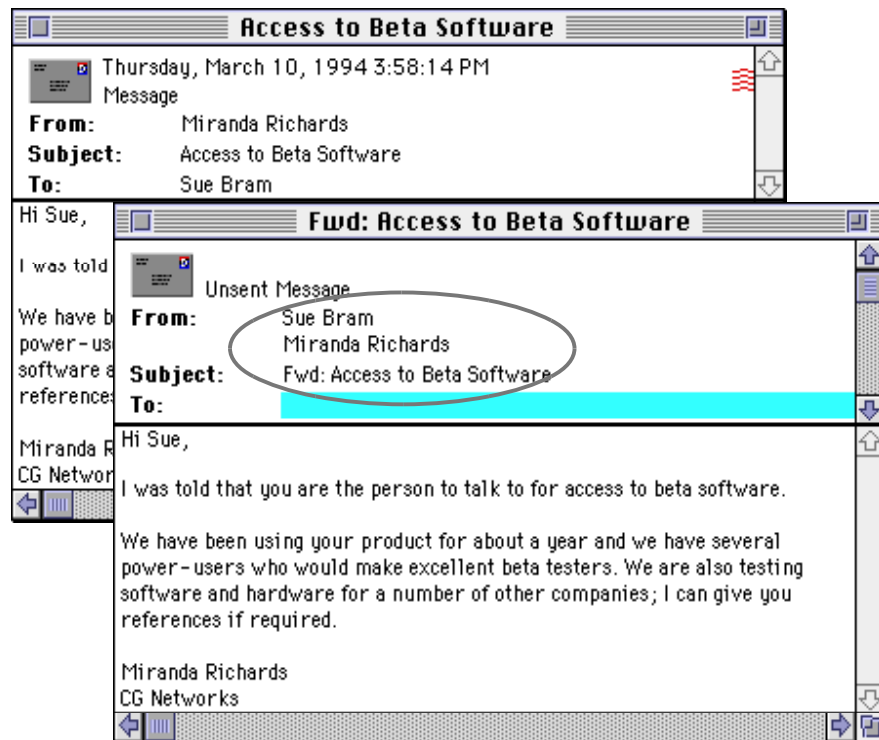 Access to Beta Software
Thursday, March 10, 1994 3:58:14 PM
Message
From: Miranda Richards
Subject: Access to Beta Software
To: Sue Bram
Hi Sue,
I was told
We have b
power-us
software a
references
Miranda R
CG Networ
Fwd: Access to Beta Software
Unsent Message
From: Sue Bram
Miranda Richards
Subject: Fwd: Access to Beta Software
To:
Hi Sue,
I was told that you are the person to talk to for access to beta software.
We have been using your product for about a year and we have several
power-users who would make excellent beta testers. We are also testing
software and hardware for a number of other companies; I can give you
references if required.
Miranda Richards
CG Networks